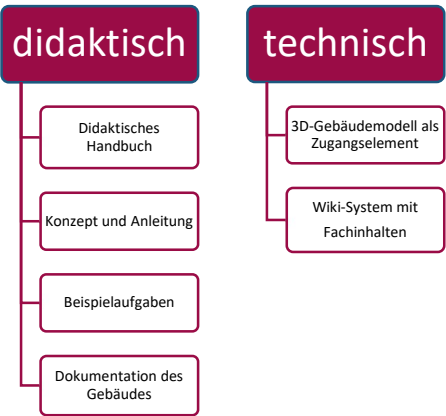 didaktisch
Didaktisches
Handbuch
Konzept und Anleitung
Beispielaufgaben
Dokumentation des
Gebäudes
technisch
3D-Gebäudemodell als
Zugangselement
Wiki-System mit
Fachinhalten